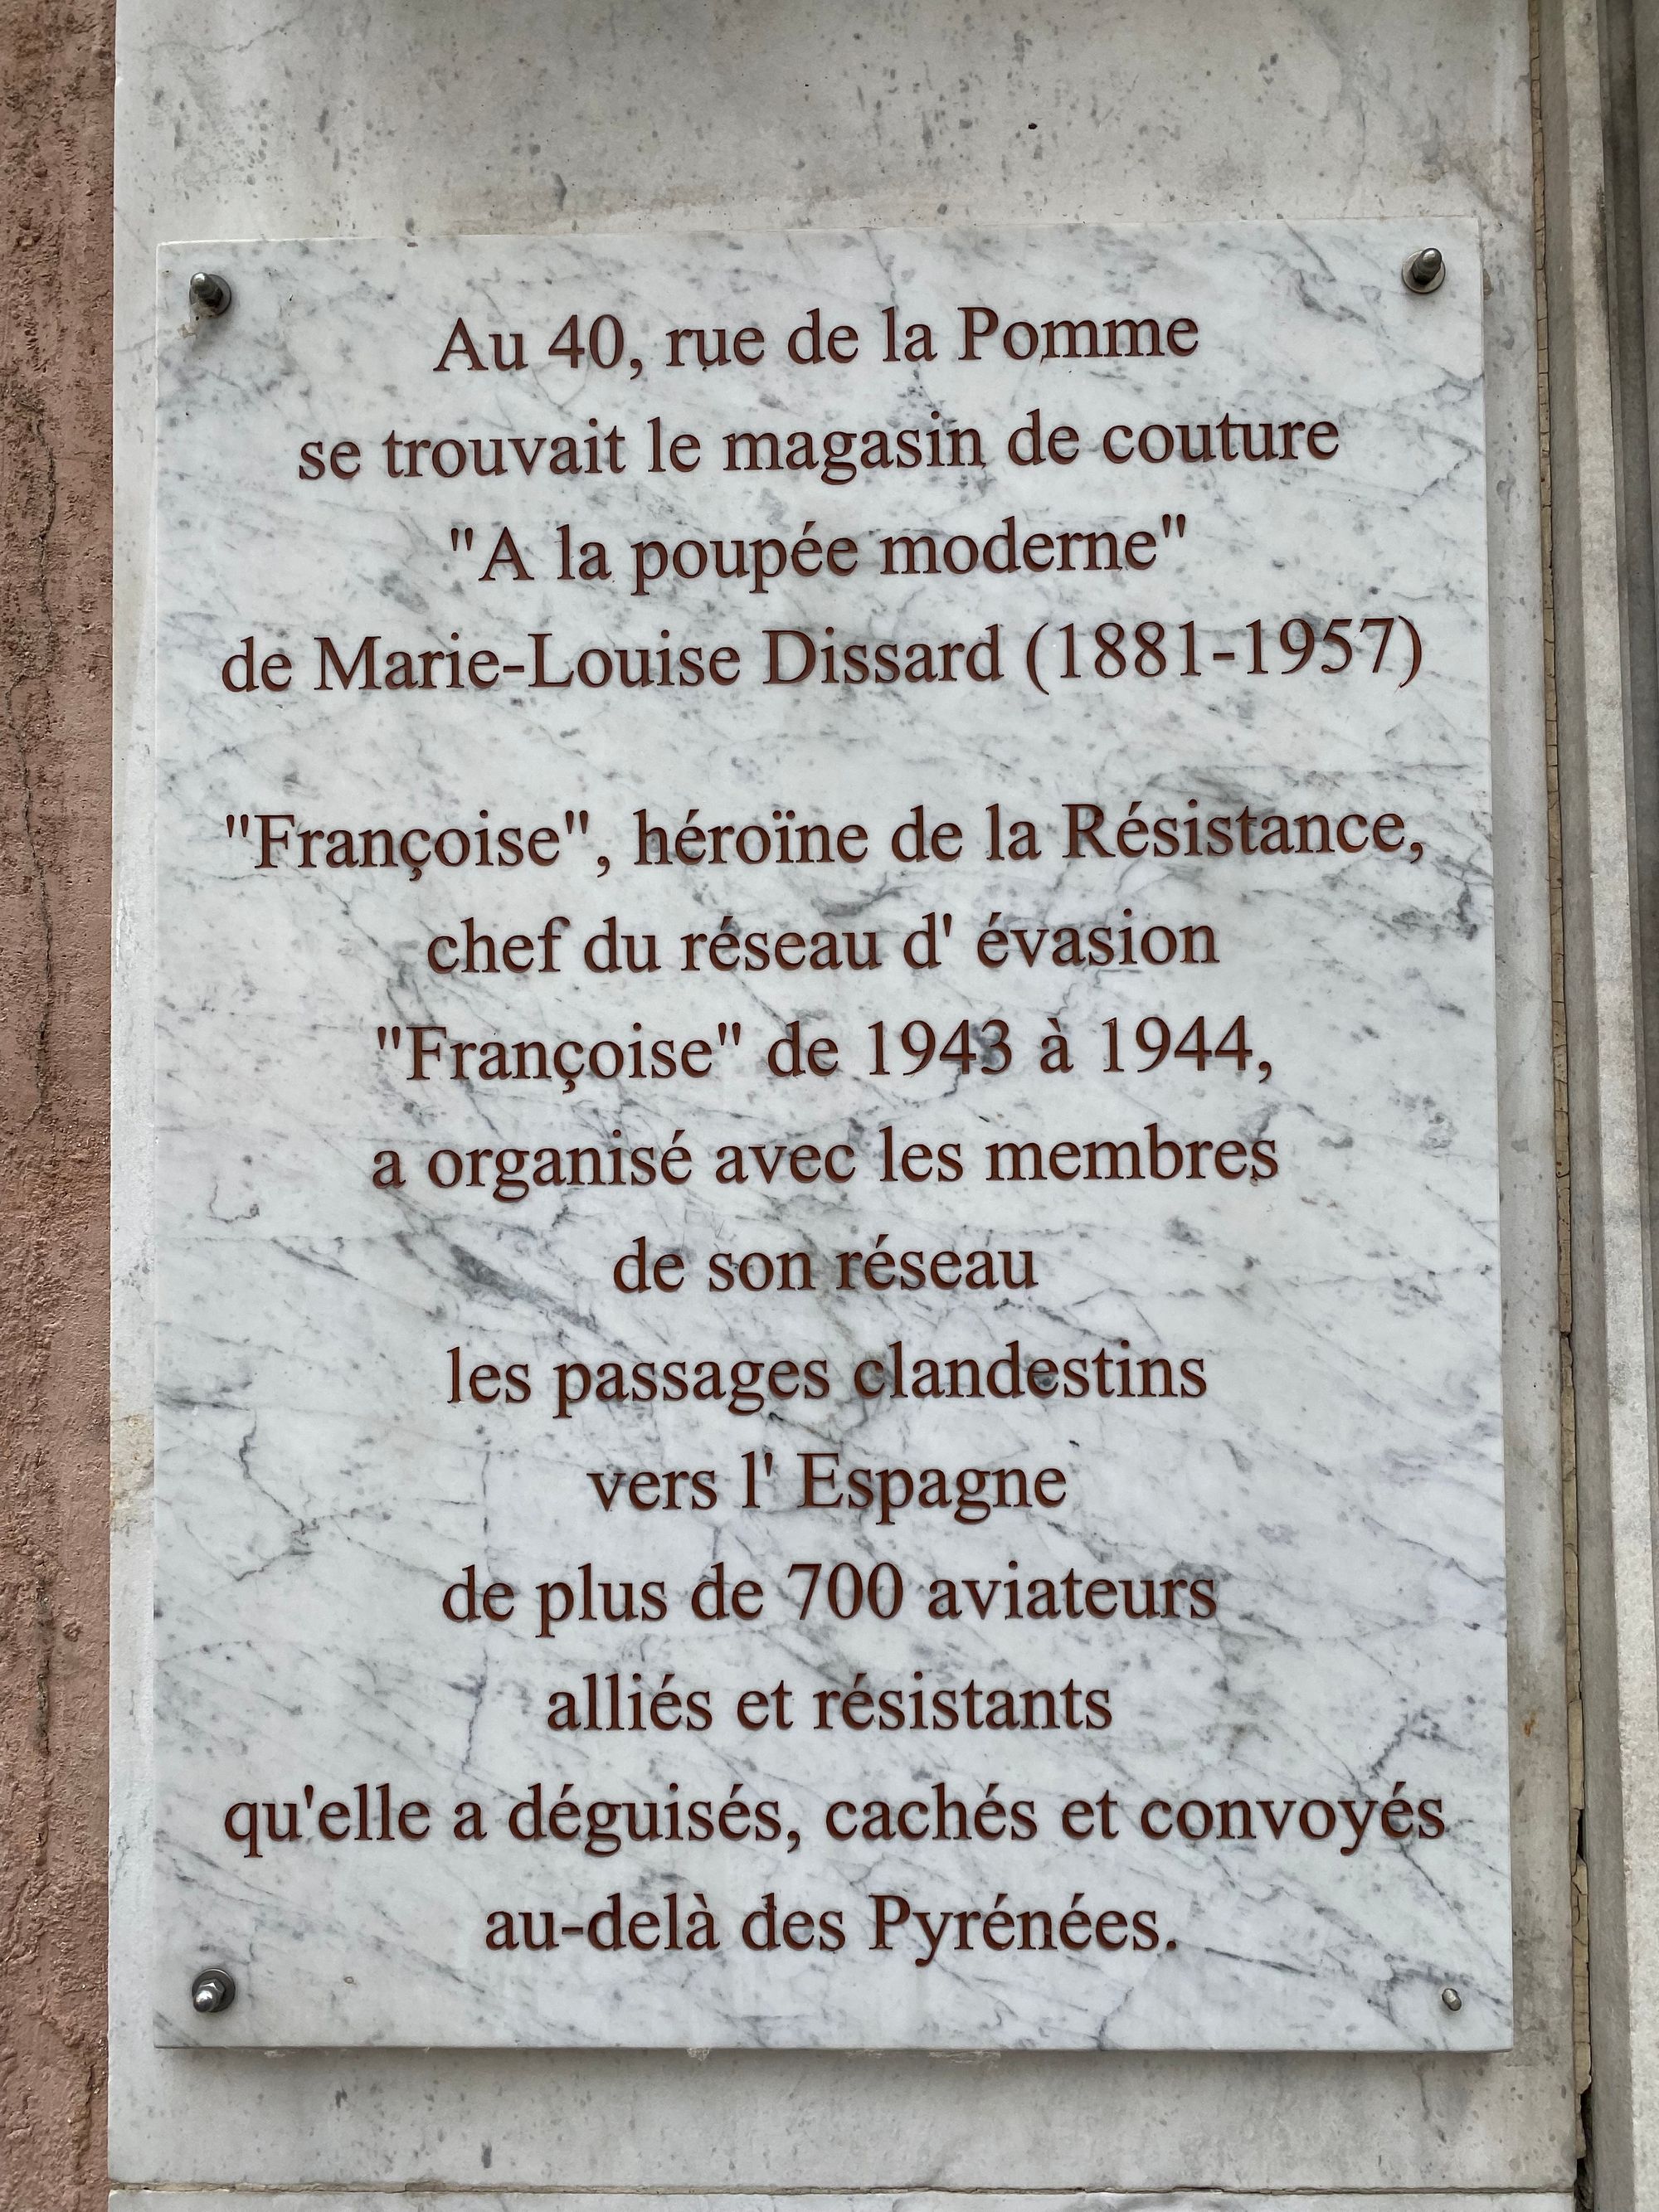 Au 40, rue de la Pomme
se trouvait le magasin de couture
"A la poupée moderne"
de Marie-Louise Dissard (1881-1957)
"Françoise", héroïne de la Résistance,
chef du réseau d' évasion
"Françoise" de 1943 à 1944,
a organisé avec les membres
de son réseau
les passages clandestins
vers l' Espagne
de plus de 700 aviateurs
alliés et résistants
qu'elle a déguisés, cachés et convoyés
au-delà des Pyrénées.